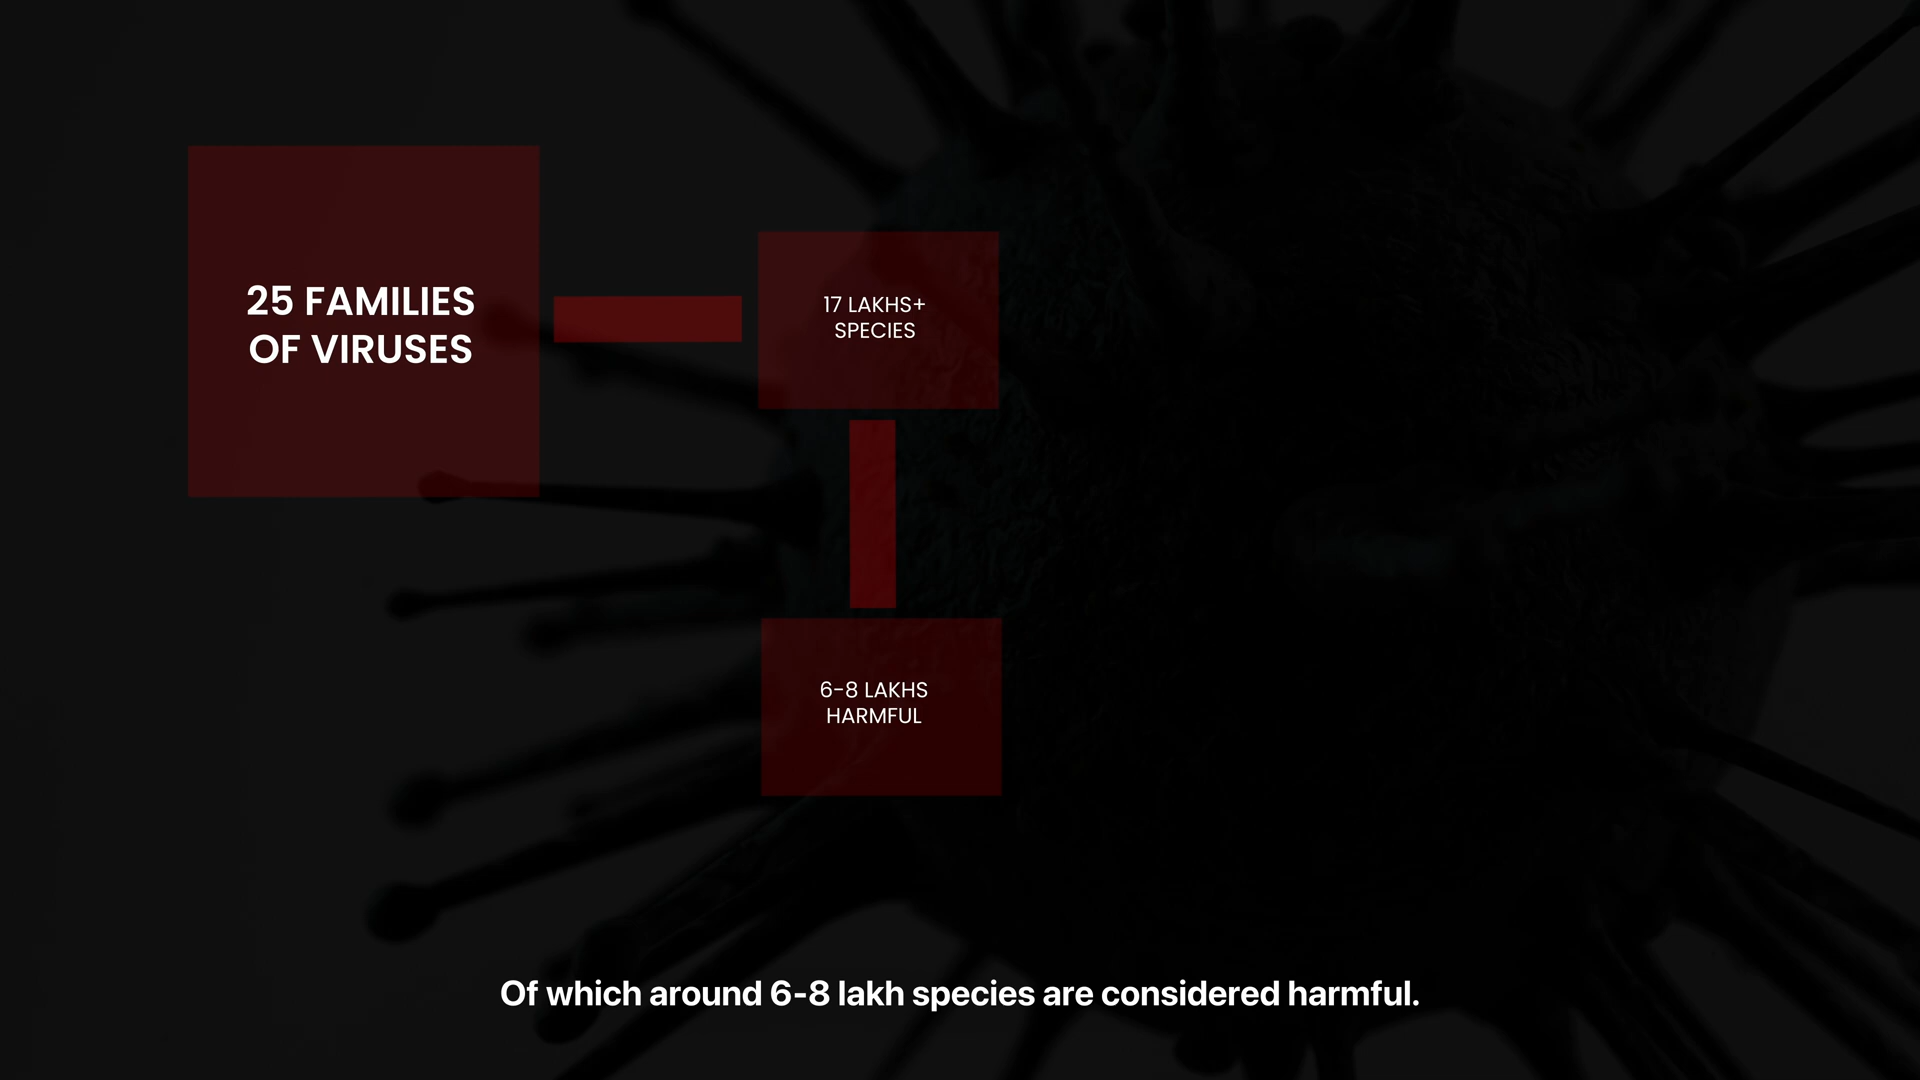 25 FAMILIES
OF VIRUSES
17 LAKHS+
SPECIES
6-8 LAKHS
HARMFUL
Of which around 6-8 lakh species are considered harmful.